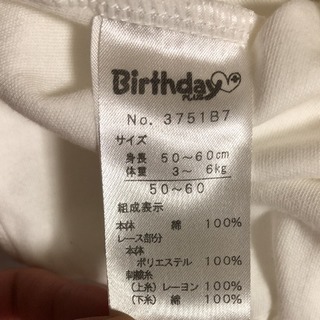 Birthday
PLUS
No. 3751B7
サイズ
身長 50～60cm
体重 3～ 6kg
50～60
組成表示
本体 綿 100%
レース部分
本体
ポリエステル 100%
刺繍糸
(上糸)レーヨン 100%
(下糸) 綿 100%